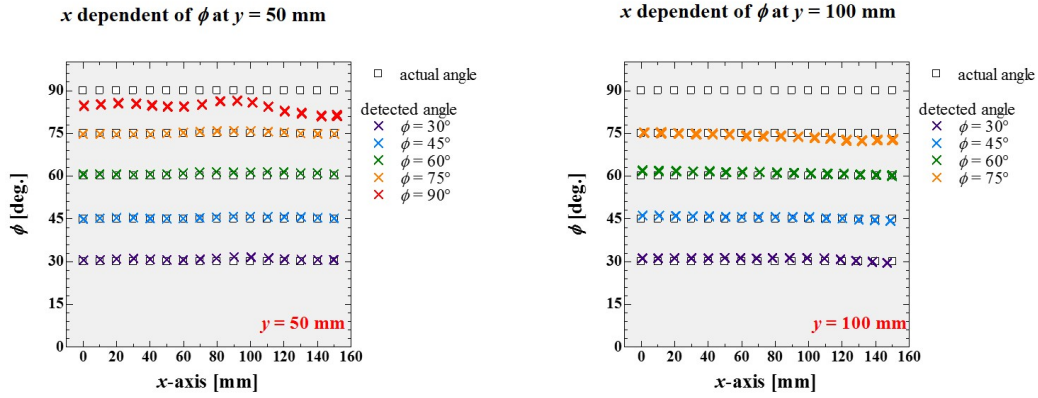 x dependent of ϕ at y = 50 mm
ϕ [deg.]
90
75
60
45
30
15
0
0 20 40 60 80 100 120 140 160
x-axis [mm]
y = 50 mm
actual angle
detected angle
ϕ = 30°
ϕ = 45°
ϕ = 60°
ϕ = 75°
ϕ = 90°
x dependent of ϕ at y = 100 mm
ϕ [deg.]
90
75
60
45
30
15
0
0 20 40 60 80 100 120 140 160
x-axis [mm]
y = 100 mm
actual angle
detected angle
ϕ = 30°
ϕ = 45°
ϕ = 60°
ϕ = 75°